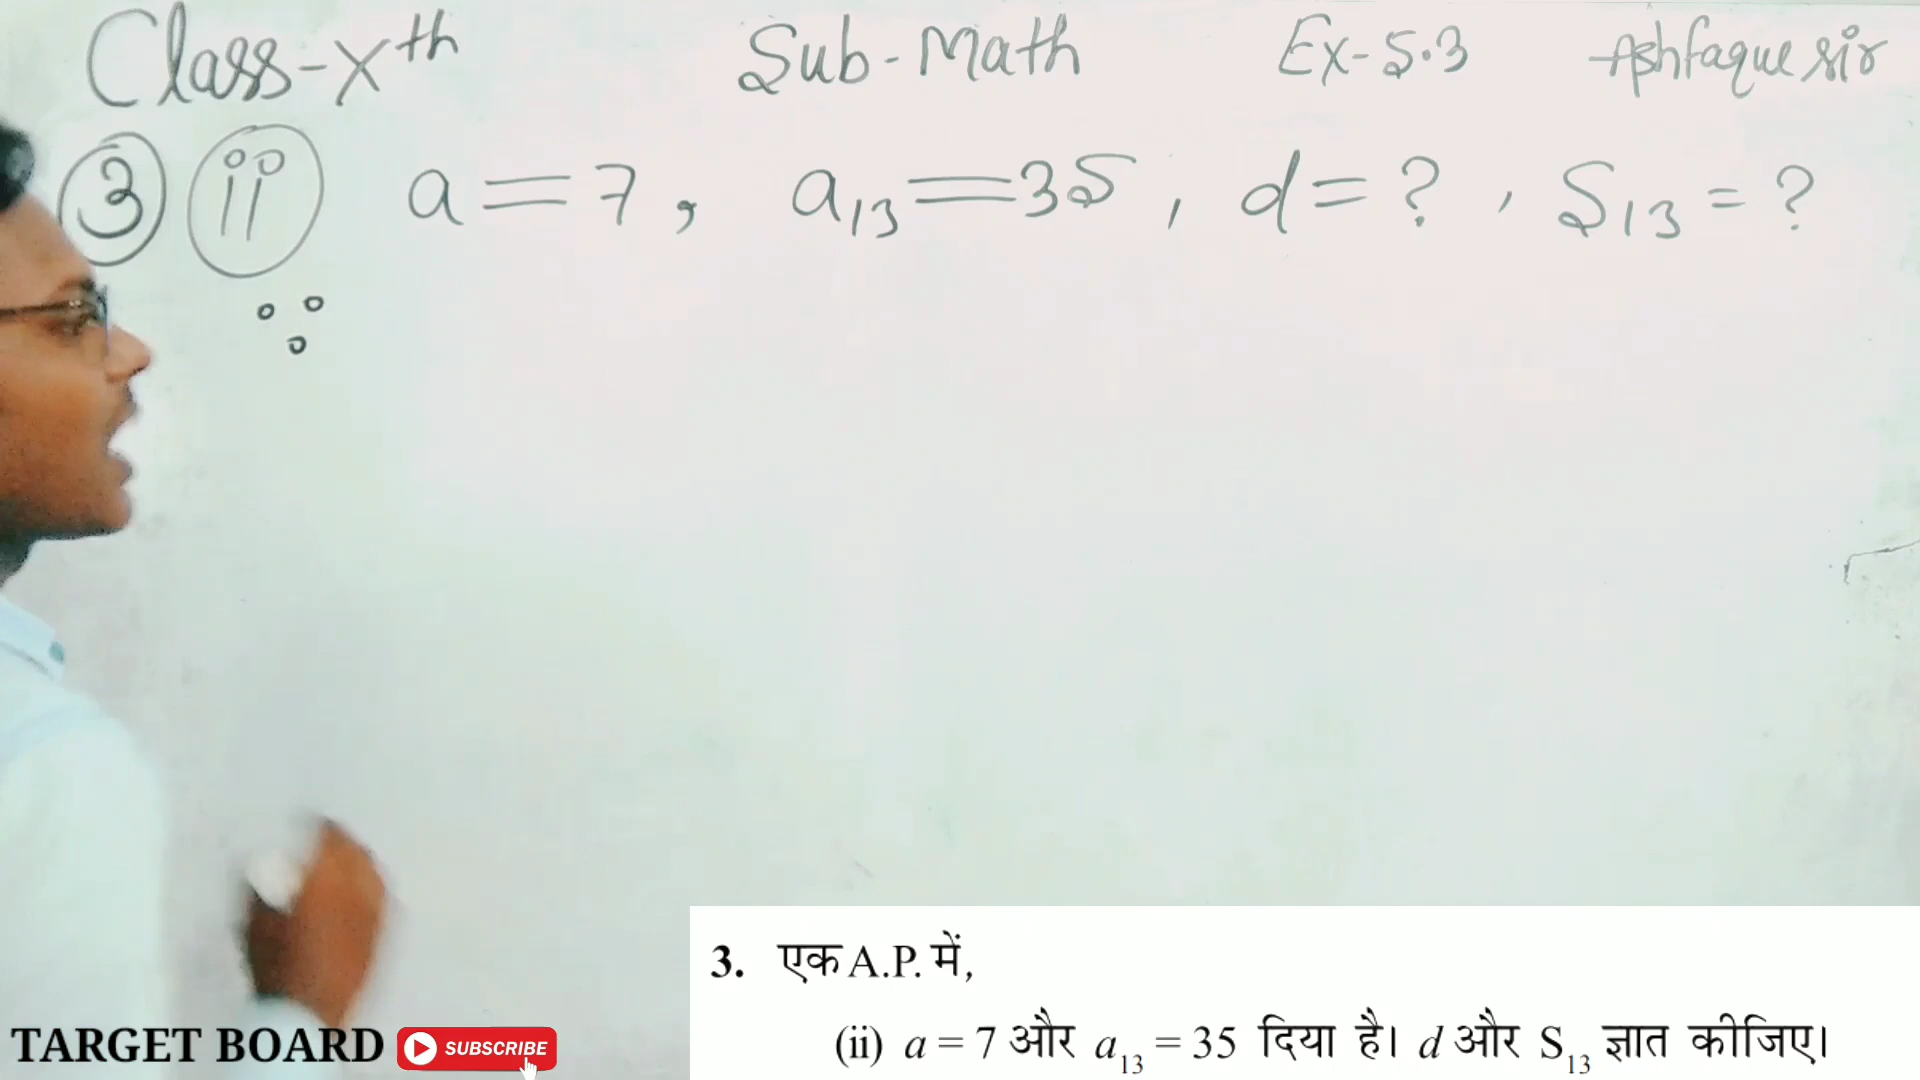 Class-Xth Sub-Math Ex-5.3 Ashfaque sir
3 ii a = 7, a13 = 35, d = ?, S13 = ?
3. एक A.P. में,
(ii) a = 7 और a13 = 35 दिया है। d और S13 ज्ञात कीजिए।
TARGET BOARD SUBSCRIBE